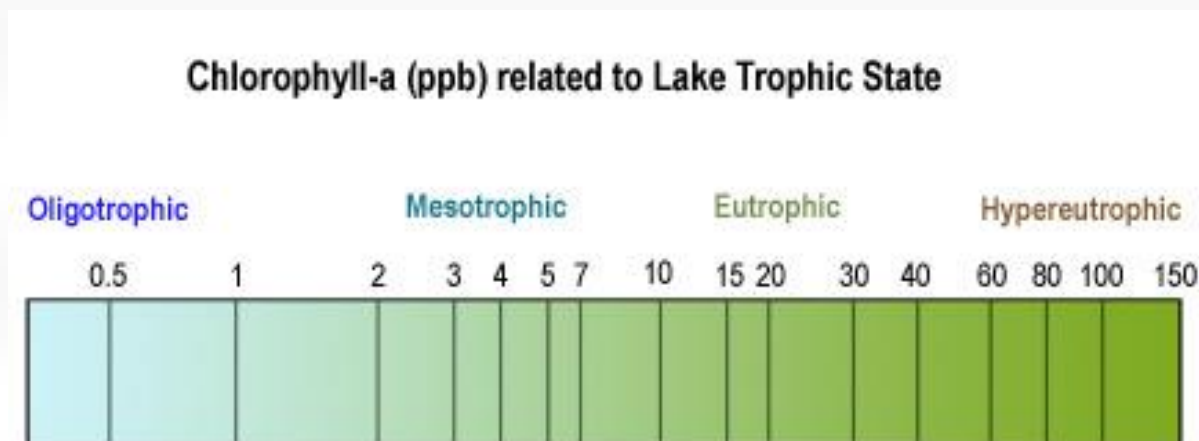 Chlorophyll-a (ppb) related to Lake Trophic State
Oligotrophic Mesotrophic Eutrophic Hypereutrophic
0.5 1 2 3 4 5 7 10 15 20 30 40 60 80 100 150